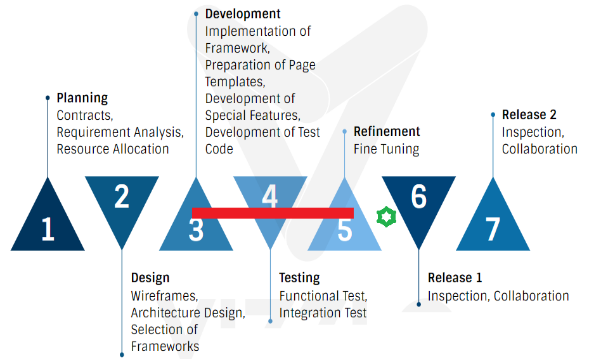 Development
Implementation of
Framework,
Preparation of Page
Templates,
Development of
Special Features,
Development of Test
Code
Planning
Contracts,
Requirement Analysis,
Resource Allocation
Refinement
Fine Tuning
Release 2
Inspection,
Collaboration
1
2
3
4
5
6
7
Design
Wireframes,
Architecture Design,
Selection of
Frameworks
Testing
Functional Test,
Integration Test
Release 1
Inspection, Collaboration